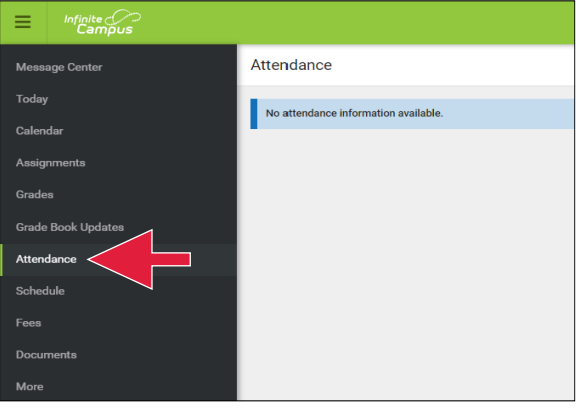 Infinite
Campus
Message Center
Today
Calendar
Assignments
Grades
Grade Book Updates
Attendance
Schedule
Fees
Documents
More
Attendance
No attendance information available.